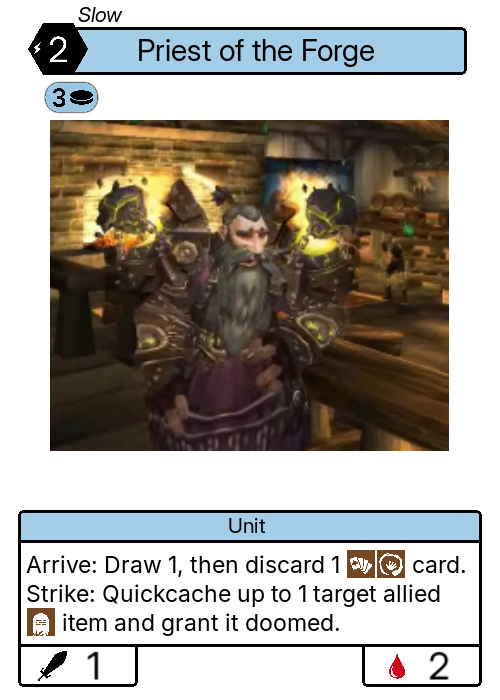 Slow
2 Priest of the Forge
3
Unit
Arrive: Draw 1, then discard 1 card.
Strike: Quickcache up to 1 target allied
item and grant it doomed.
1 2